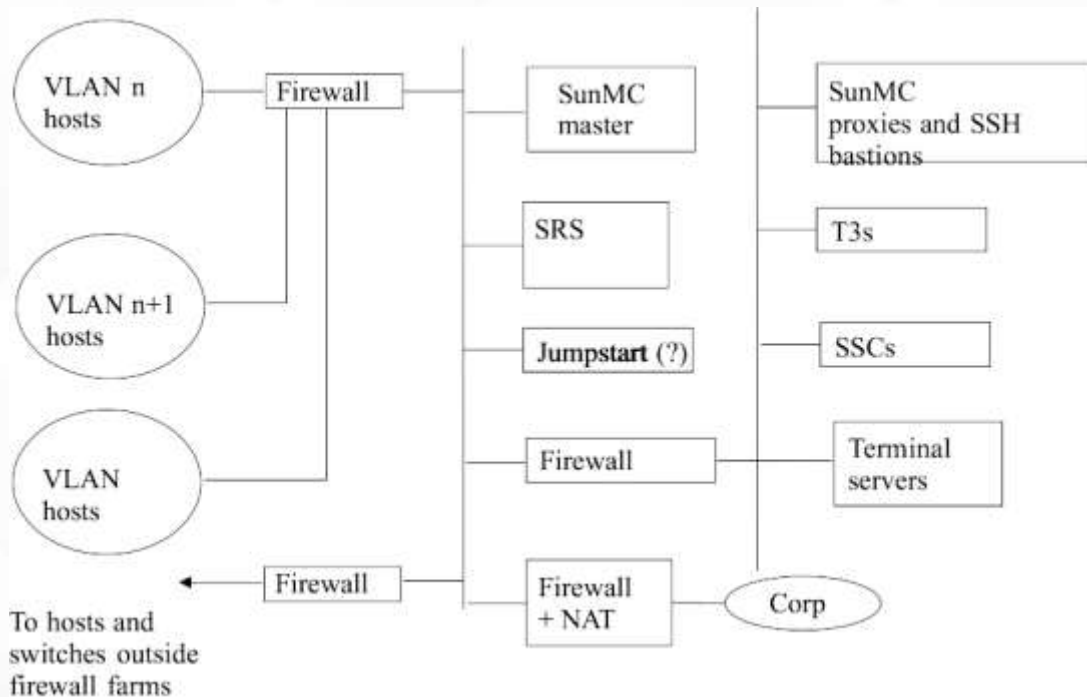 VLAN n
hosts
Firewall
SunMC
master
SunMC
proxies and SSH
bastions
VLAN n+1
hosts
SRS
T3s
Jumpstart (?)
SSCs
VLAN
hosts
Firewall
Terminal
servers
Firewall
Firewall
+ NAT
Corp
To hosts and
switches outside
firewall farms